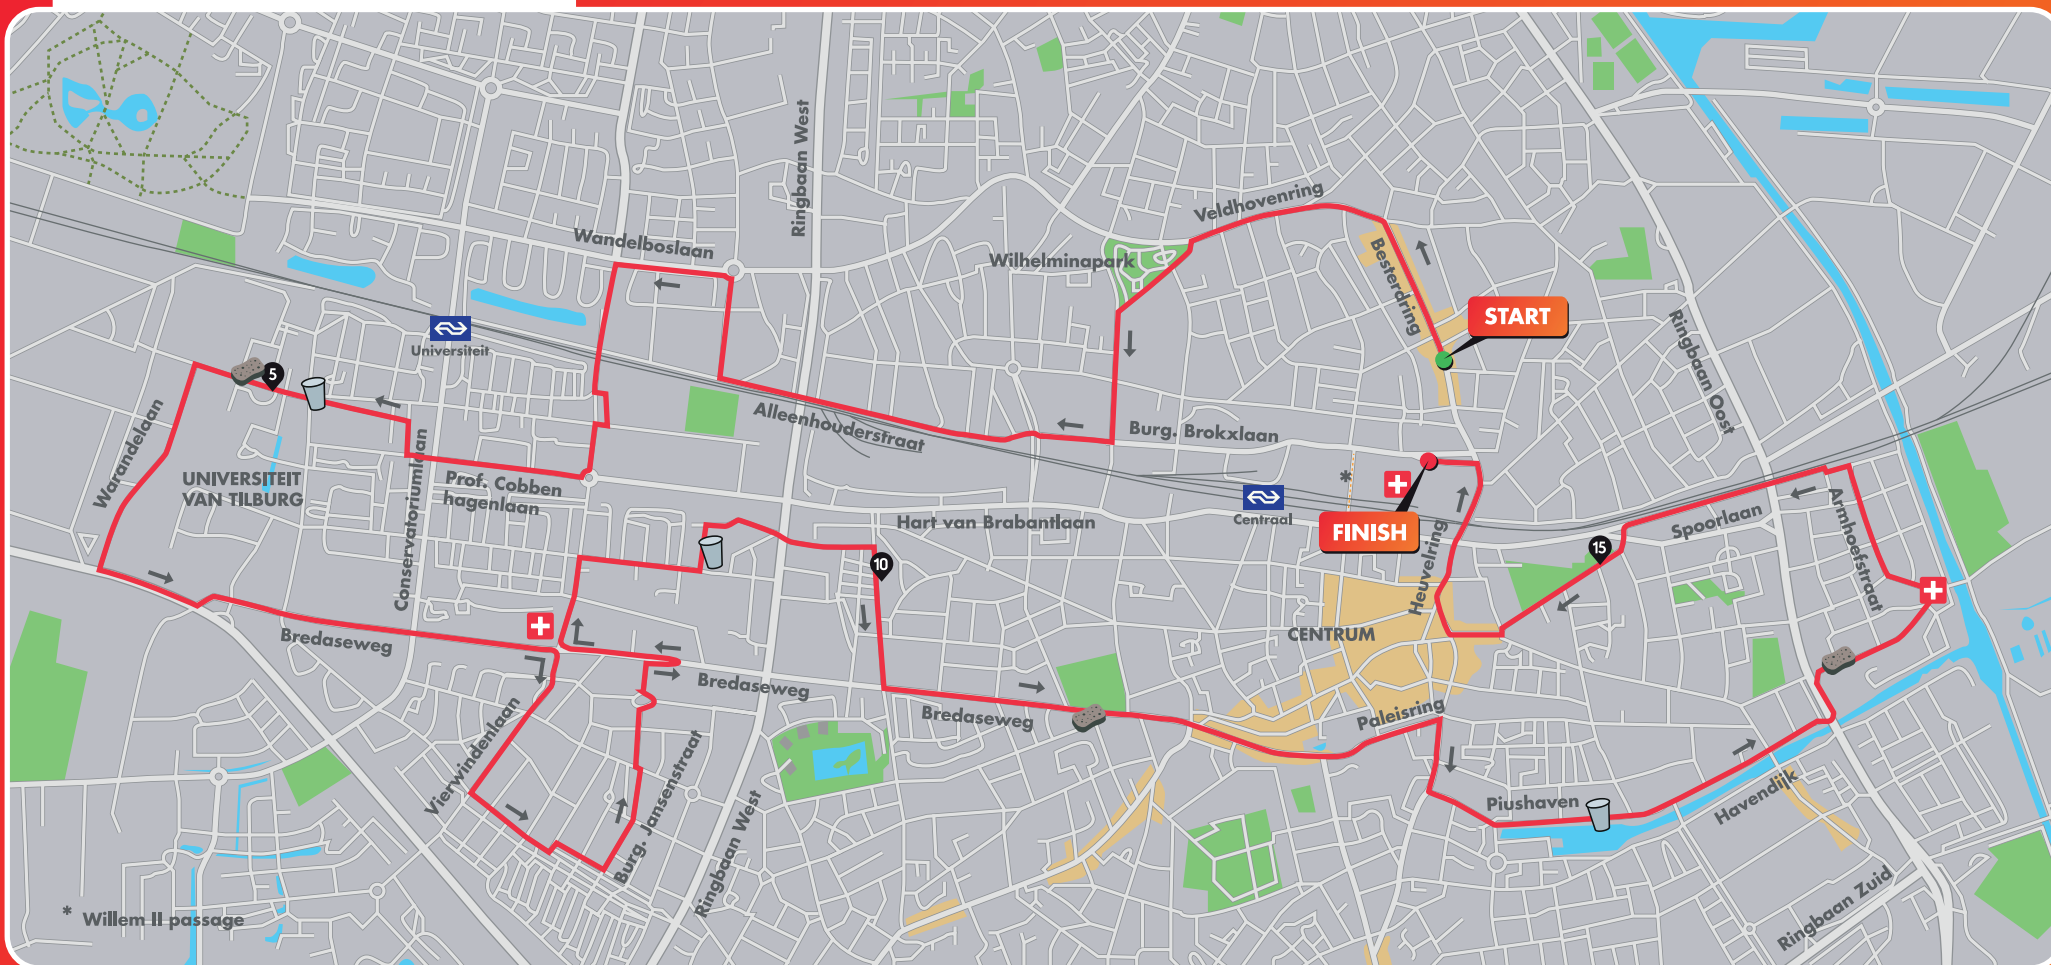 Ringbaan West
Veldhovenring
Wandelboslaan
Wilhelminapark
Besterdring
START
Universiteit
Ringbaan Oost
5
Alleenhouderstraat
Burg. Brokxlaan
Warandelaan
UNIVERSITEIT
VAN TILBURG
Conservatoriumlaan
Prof. Cobben
hagenlaan
*
Centraal
Hart van Brabantlaan
FINISH
Heuvelring
Spoorlaan
Armhoefstraat
15
10
CENTRUM
Bredaseweg
Bredaseweg
Bredaseweg
Paleisring
Vierwindenlaan
Burg. Jansenstraat
Ringbaan West
Piushaven
Havendijk
Ringbaan Zuid
* Willem II passage